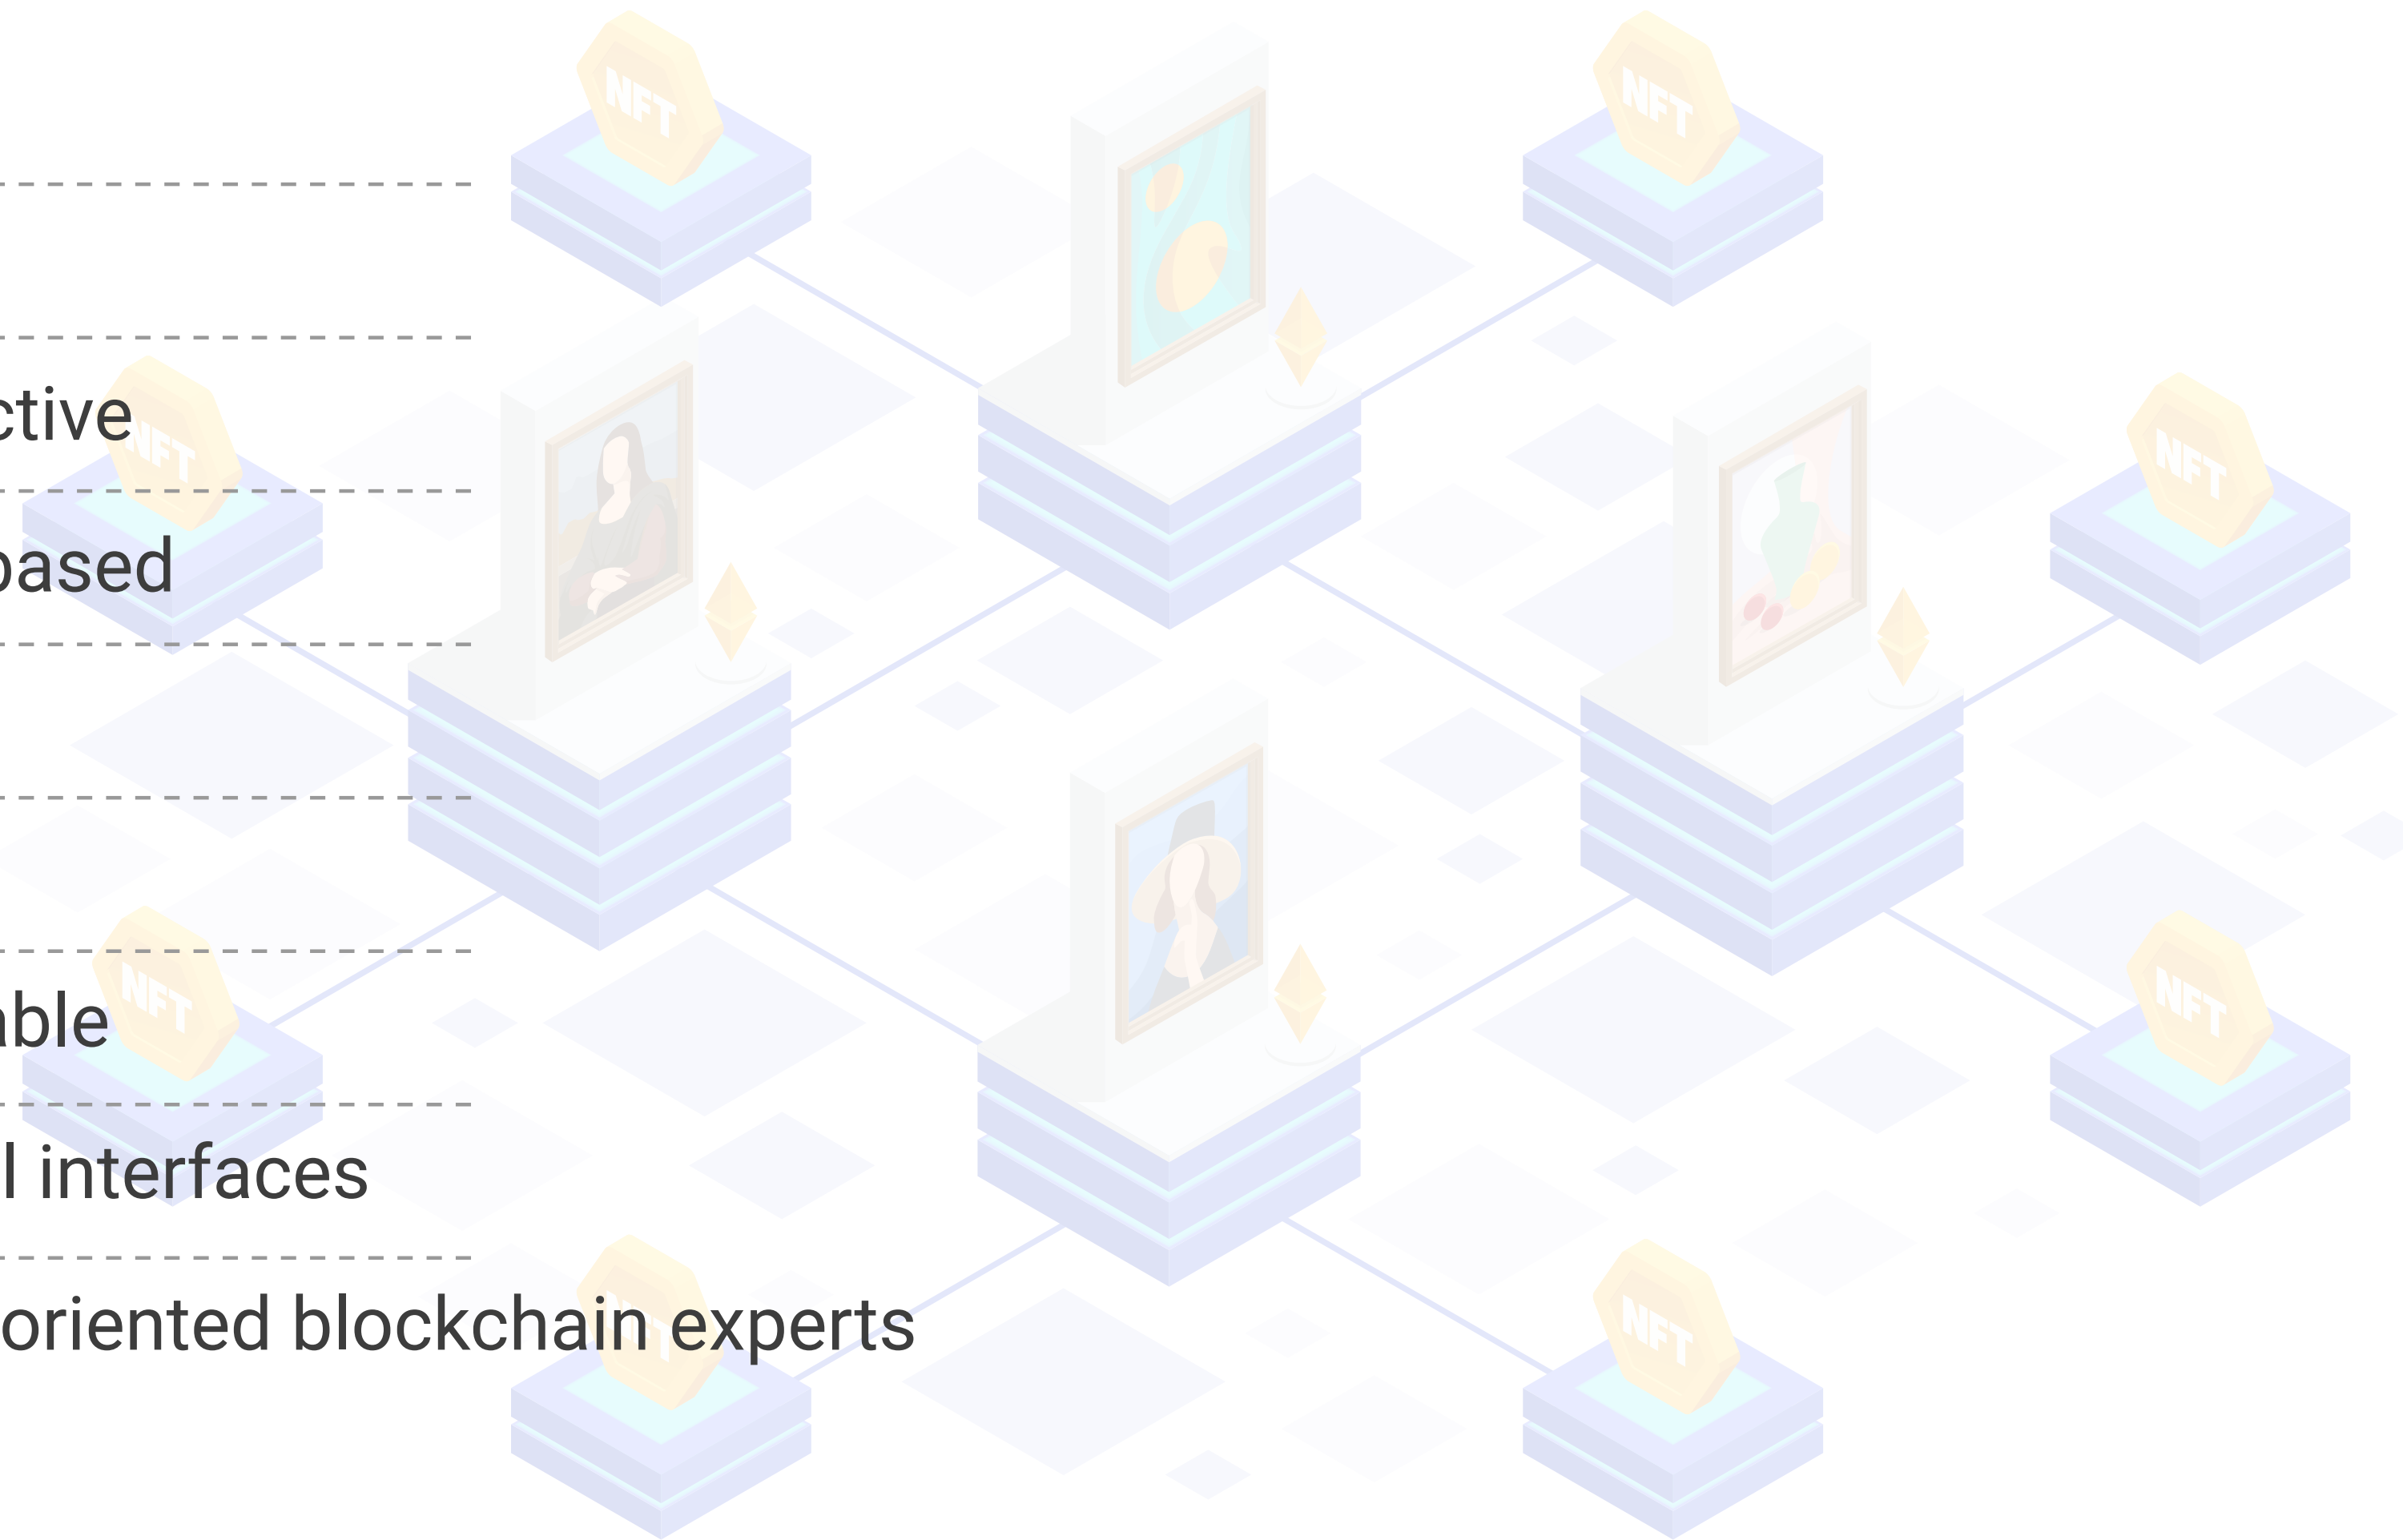 NFT
NFT
ctive
NFT
NFT
based
able
NFT
NFT
l interfaces
oriented blockchain experts
NFT
NFT